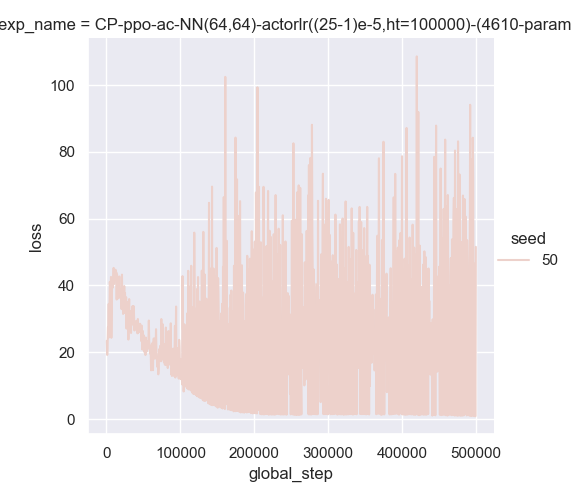 exp_name = CP-ppo-ac-NN(64,64)-actorlr((25-1)e-5,ht=100000)-(4610-param
100
80
60
40
20
0
loss
0 100000 200000 300000 400000 500000
global_step
seed
50